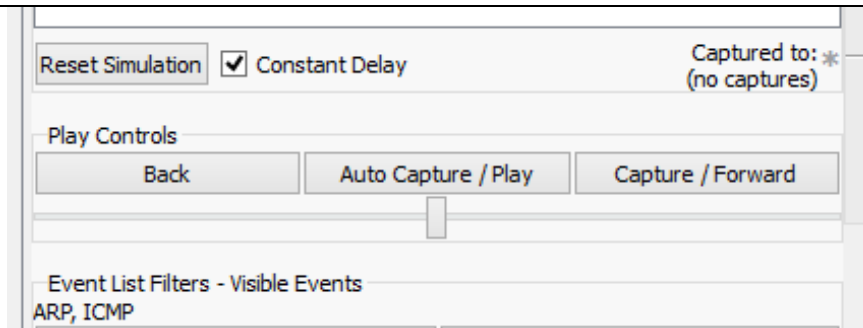 Reset Simulation
Constant Delay
Captured to: *
(no captures)
Play Controls
Back
Auto Capture / Play
Capture / Forward
Event List Filters - Visible Events
ARP, ICMP